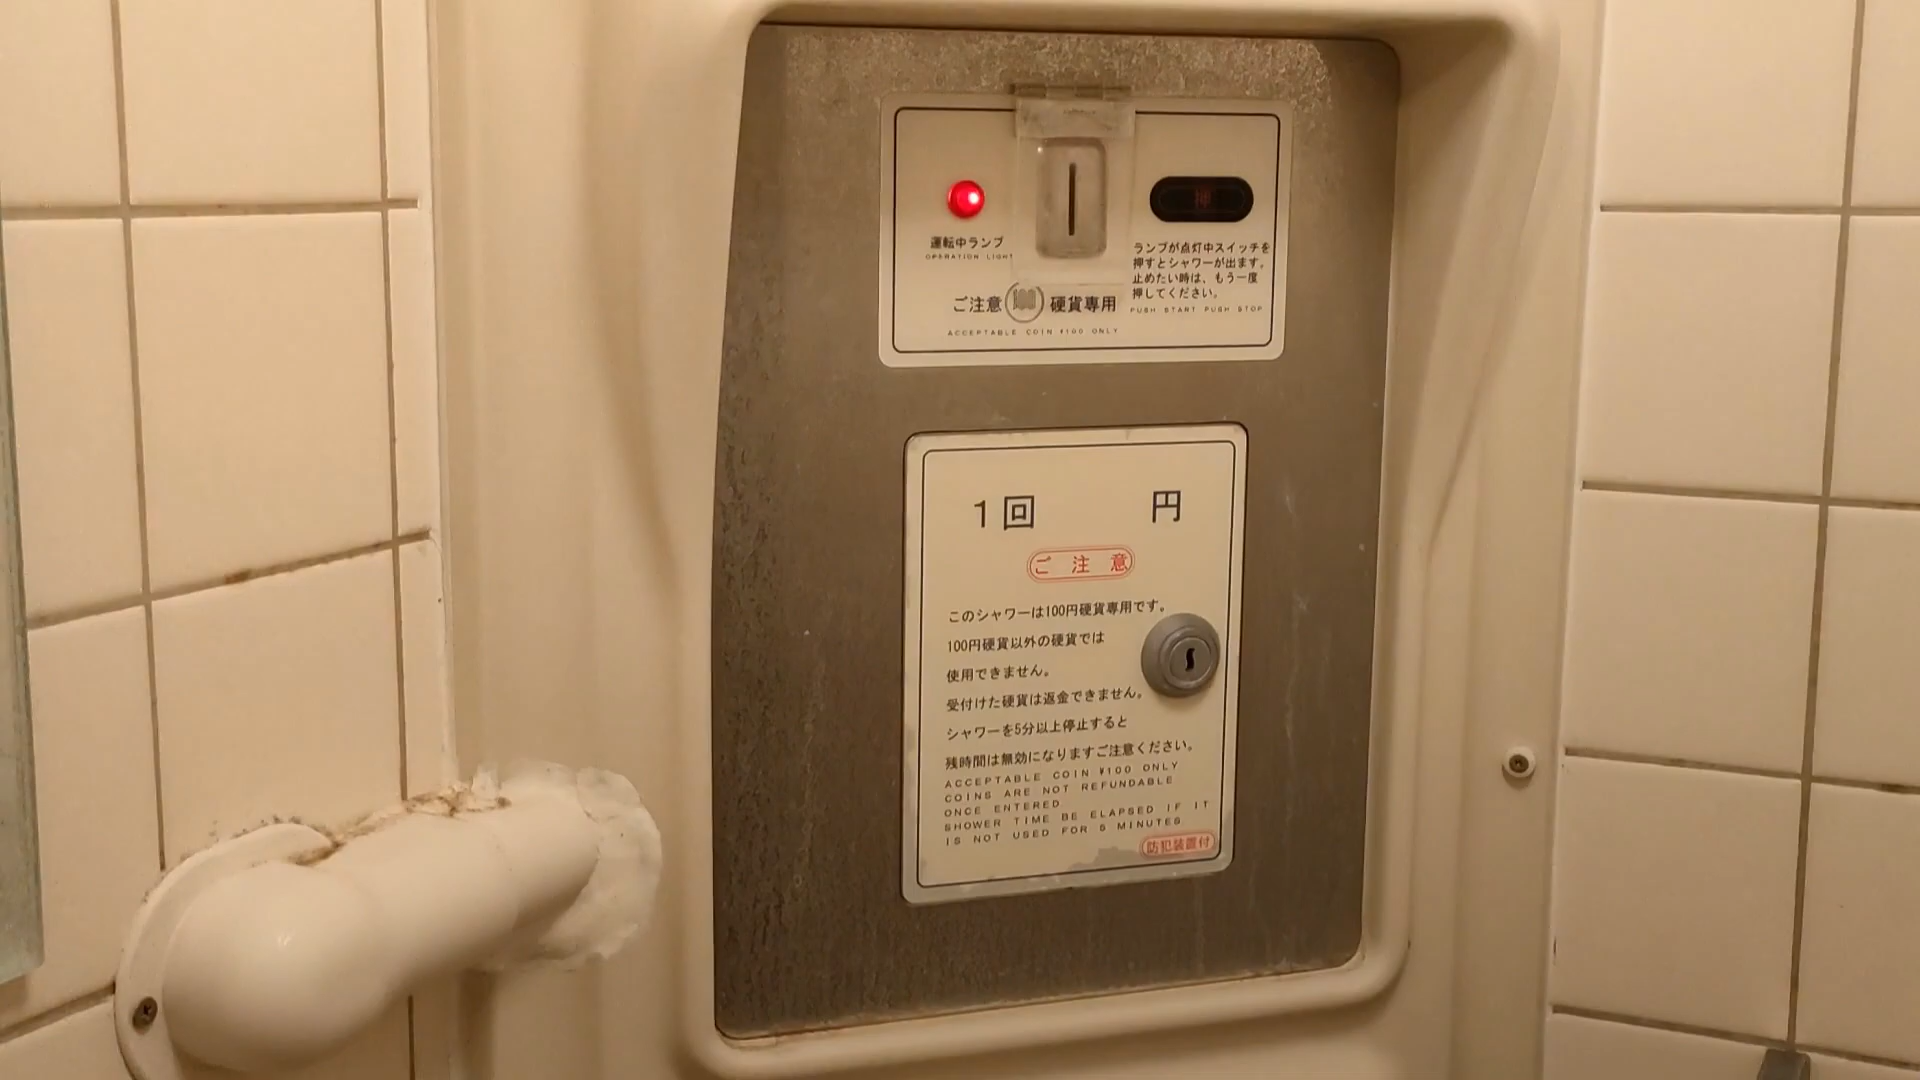 押
運転中ランプ
OPERATION LIGHT
ランプが点灯中スイッチを
押すとシャワーが出ます。
止めたい時は、もう一度
押してください。
PUSH START PUSH STOP
ご注意 100 硬貨専用
ACCEPTABLE COIN ¥100 ONLY
1回 円
ご注意
このシャワーは100円硬貨専用です。
100円硬貨以外の硬貨では
使用できません。
受付けた硬貨は返金できません。
シャワーを5分以上停止すると
残時間は無効になりますご注意ください。
ACCEPTABLE COIN ¥100 ONLY
COINS ARE NOT REFUNDABLE
ONCE ENTERED
SHOWER TIME BE ELAPSED IF IT
IS NOT USED FOR 5 MINUTES
防犯装置付